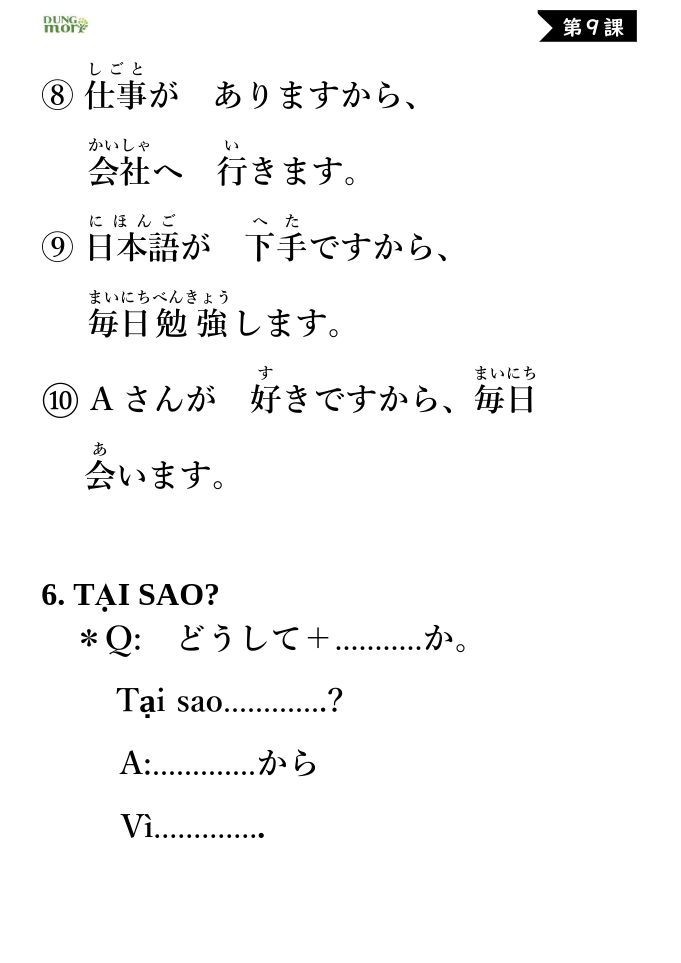 DUNG
mori
第9課
しごと
⑧ 仕事が　ありますから、
かいしゃ　い
会社へ　行きます。
にほんご　へた
⑨ 日本語が　下手ですから、
まいにちべんきょう
毎日勉強します。
す　まいにち
⑩ Aさんが　好きですから、毎日
あ
会います。
6. TẠI SAO?
＊Q:　どうして＋...........か。
Tại sao.............?
A:.............から
Vì..............